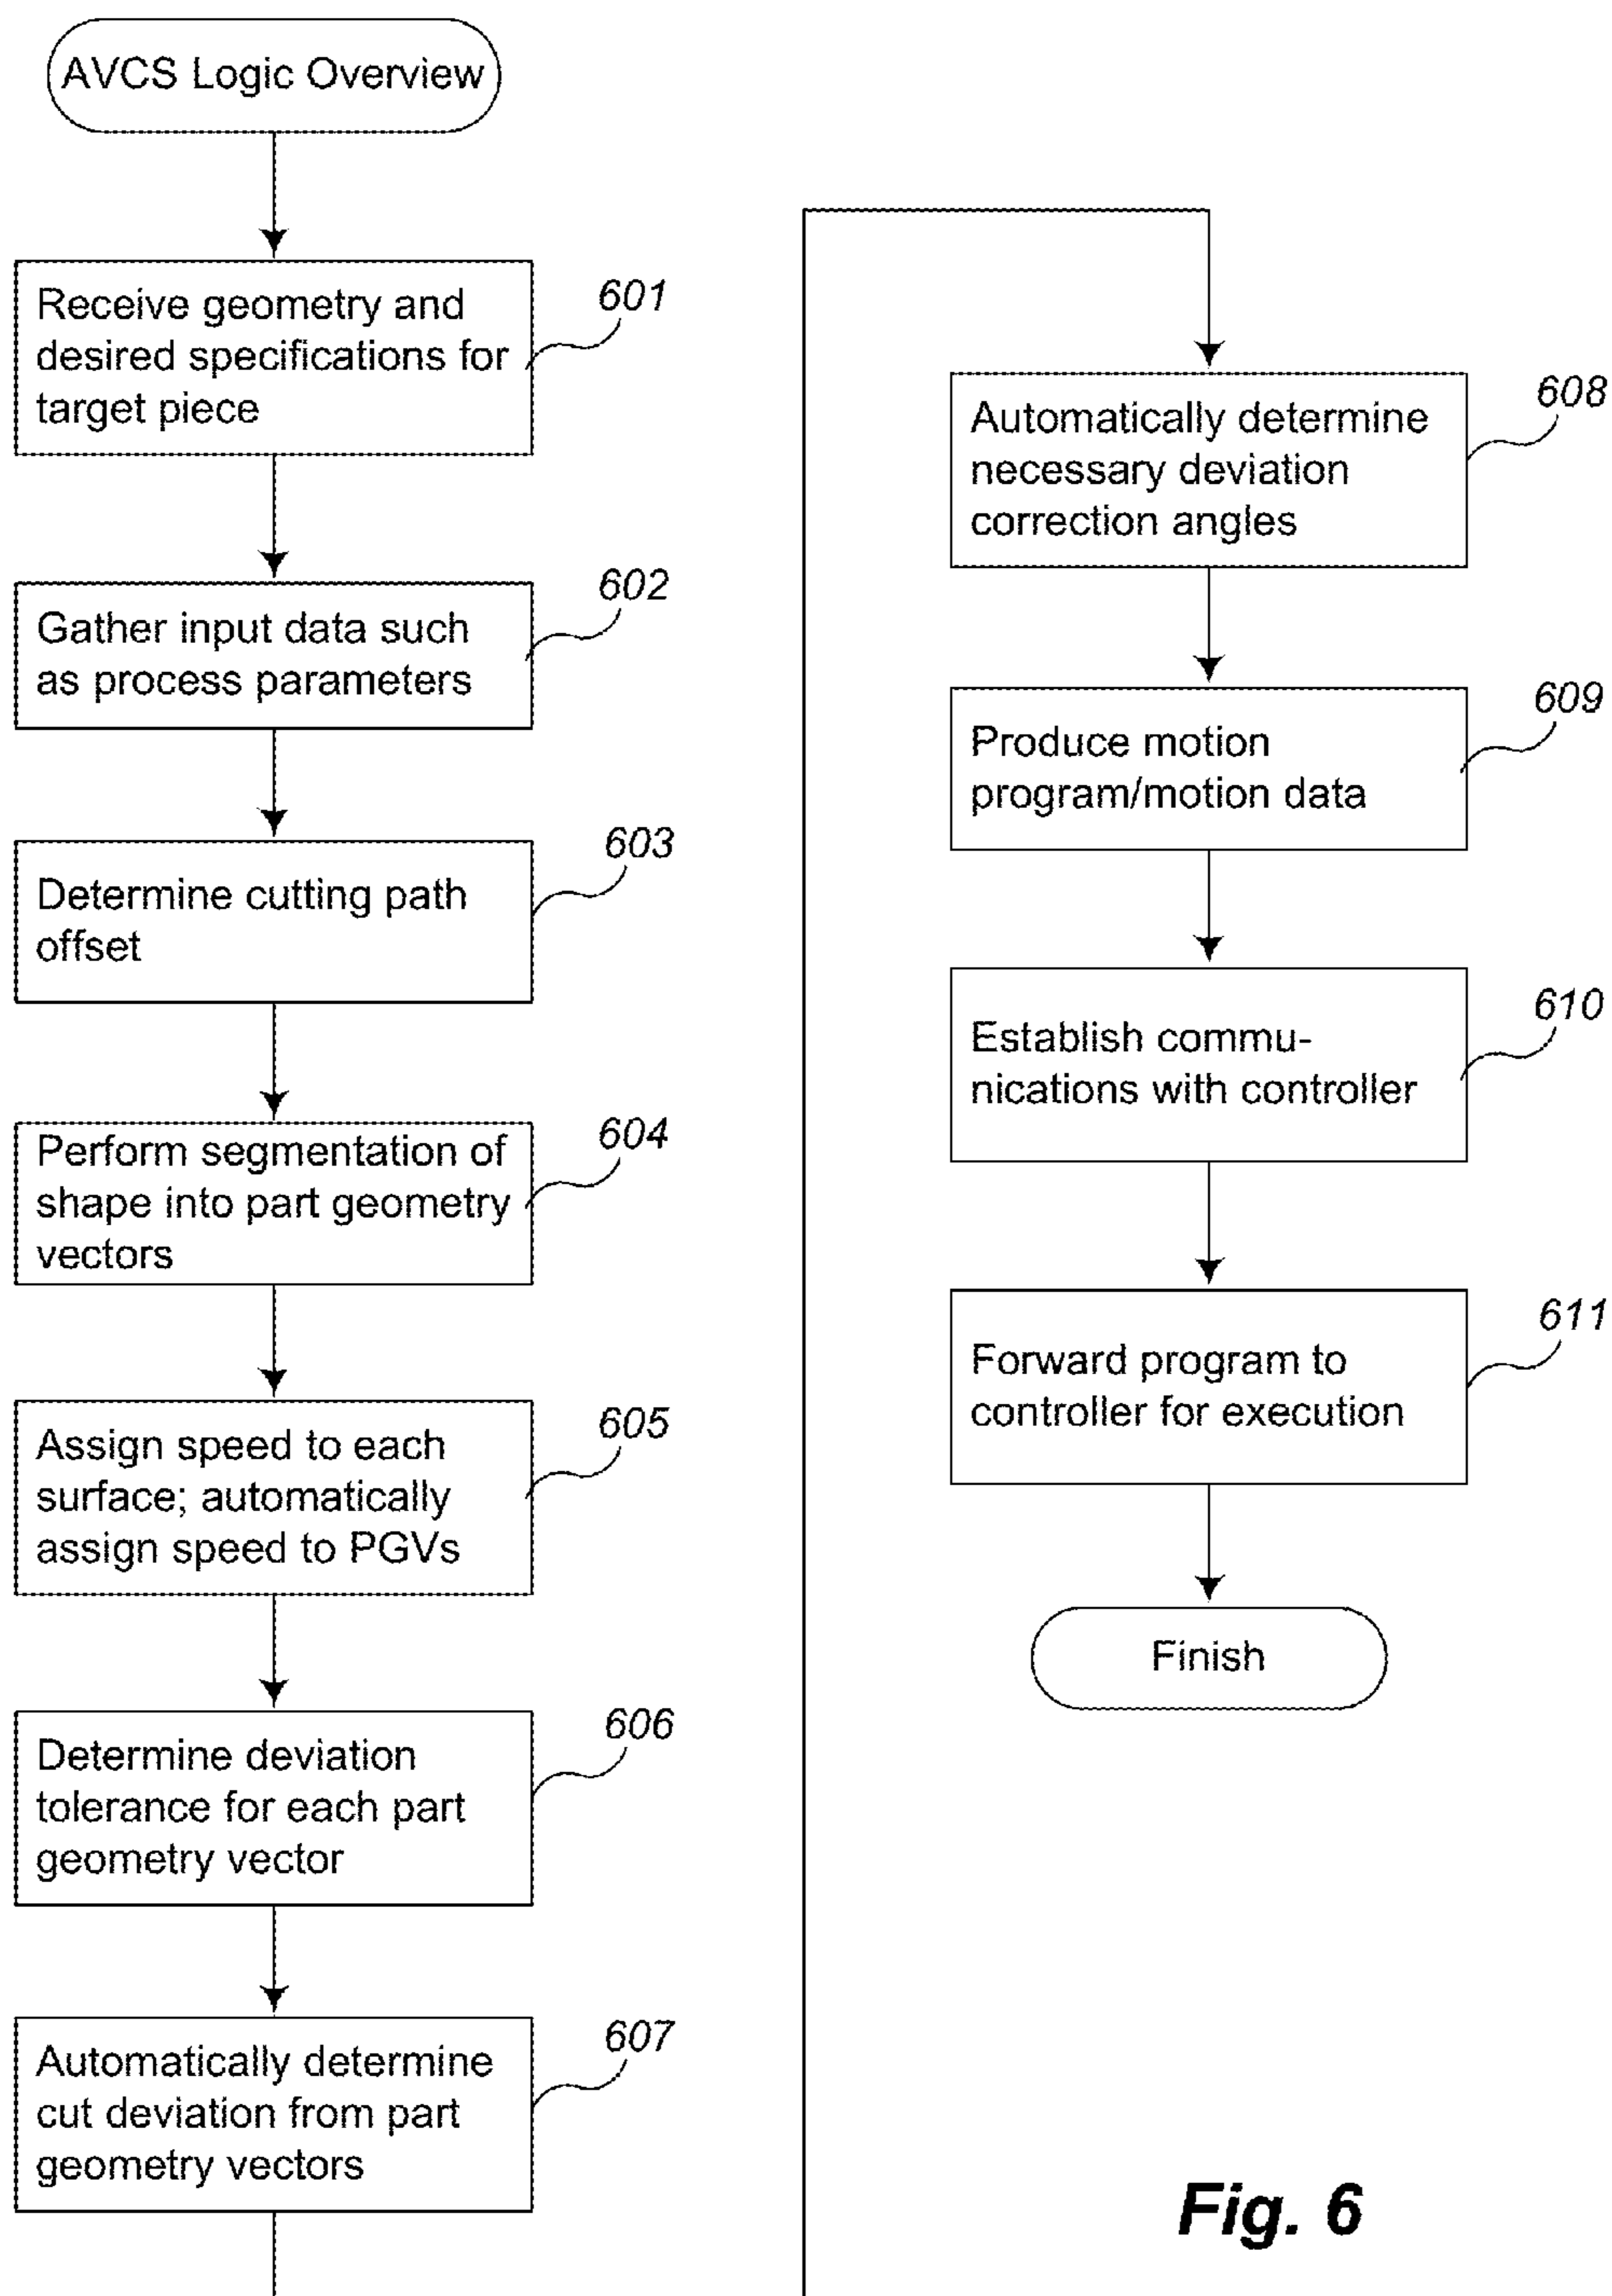 AVCS Logic Overview
Receive geometry and
desired specifications for
target piece
601
Gather input data such
as process parameters
602
Determine cutting path
offset
603
Perform segmentation of
shape into part geometry
vectors
604
Assign speed to each
surface; automatically
assign speed to PGVs
605
Determine deviation
tolerance for each part
geometry vector
606
Automatically determine
cut deviation from part
geometry vectors
607
Automatically determine
necessary deviation
correction angles
608
Produce motion
program/motion data
609
Establish commu-
nications with controller
610
Forward program to
controller for execution
611
Finish
Fig. 6